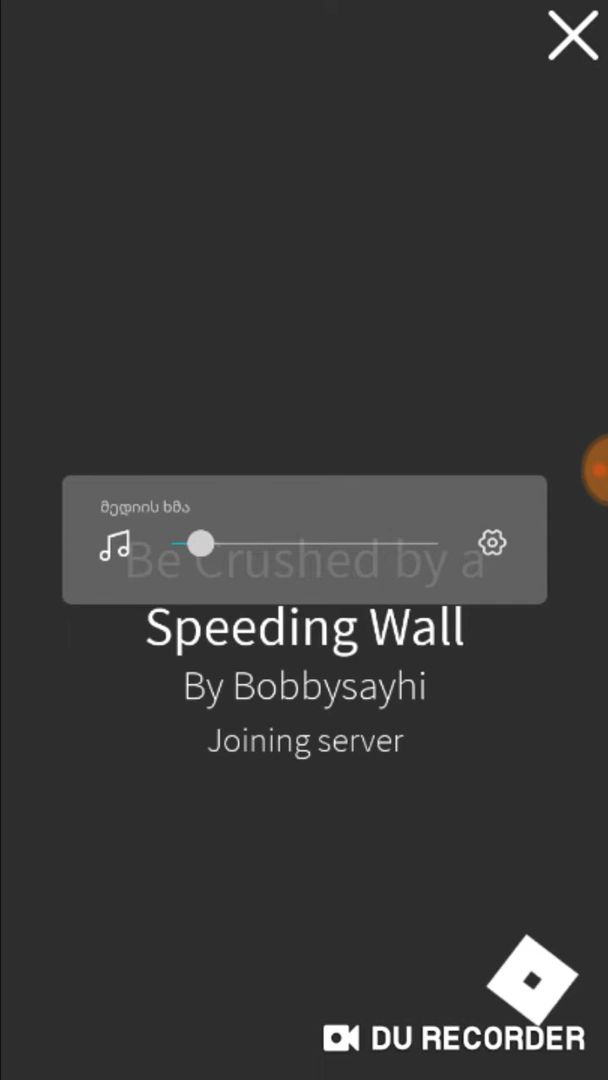 მედიის ხმა
Be Crushed by a
Speeding Wall
By Bobbysayhi
Joining server
DU RECORDER